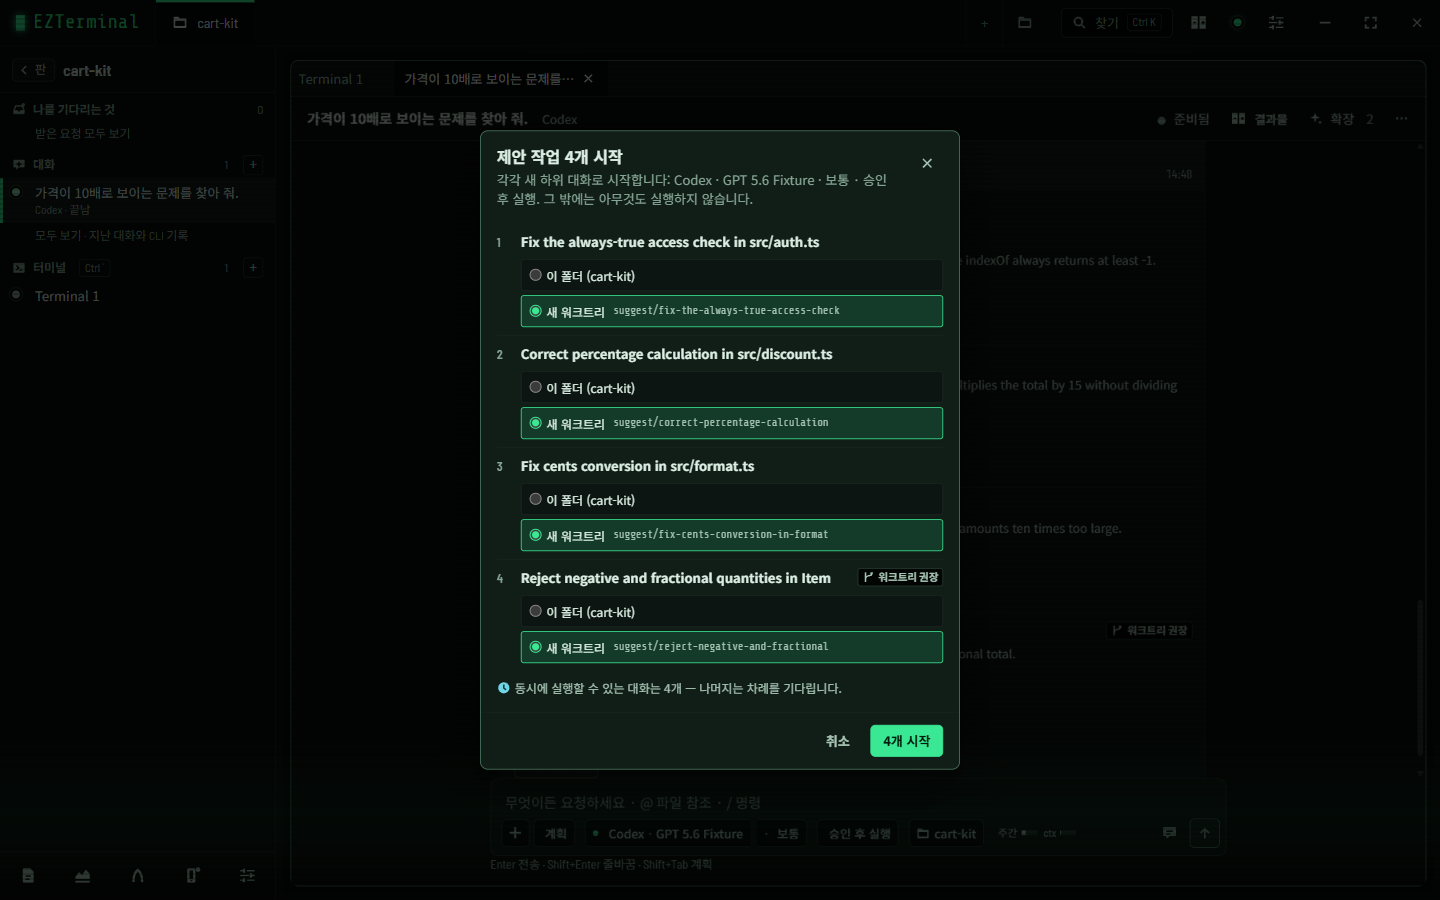 EZTerminal
cart-kit
+
찾기 Ctrl K
판 cart-kit
나를 기다리는 것 0
받은 요청 모두 보기
대화 1 +
가격이 10배로 보이는 문제를 찾아 줘.
Codex · 끝남
모두 보기 · 지난 대화와 CLI 기록
터미널 Ctrl` 1 +
Terminal 1
Terminal 1
가격이 10배로 보이는 문제를…
가격이 10배로 보이는 문제를 찾아 줘. Codex
준비됨 결과물 확장 2
14:48
indexOf always returns at least -1.
tiplies the total by 15 without dividing
amounts ten times too large.
워크트리 권장
onal total.
제안 작업 4개 시작
각각 새 하위 대화로 시작합니다: Codex · GPT 5.6 Fixture · 보통 · 승인
후 실행. 그 밖에는 아무것도 실행하지 않습니다.
1 Fix the always-true access check in src/auth.ts
이 폴더 (cart-kit)
새 워크트리 suggest/fix-the-always-true-access-check
2 Correct percentage calculation in src/discount.ts
이 폴더 (cart-kit)
새 워크트리 suggest/correct-percentage-calculation
3 Fix cents conversion in src/format.ts
이 폴더 (cart-kit)
새 워크트리 suggest/fix-cents-conversion-in-format
4 Reject negative and fractional quantities in Item 워크트리 권장
이 폴더 (cart-kit)
새 워크트리 suggest/reject-negative-and-fractional
동시에 실행할 수 있는 대화는 4개 — 나머지는 차례를 기다립니다.
취소 4개 시작
무엇이든 요청하세요 · @ 파일 참조 · / 명령
계획 Codex · GPT 5.6 Fixture · 보통 승인 후 실행 cart-kit 주간 ctx
Enter 전송 · Shift+Enter 줄바꿈 · Shift+Tab 계획